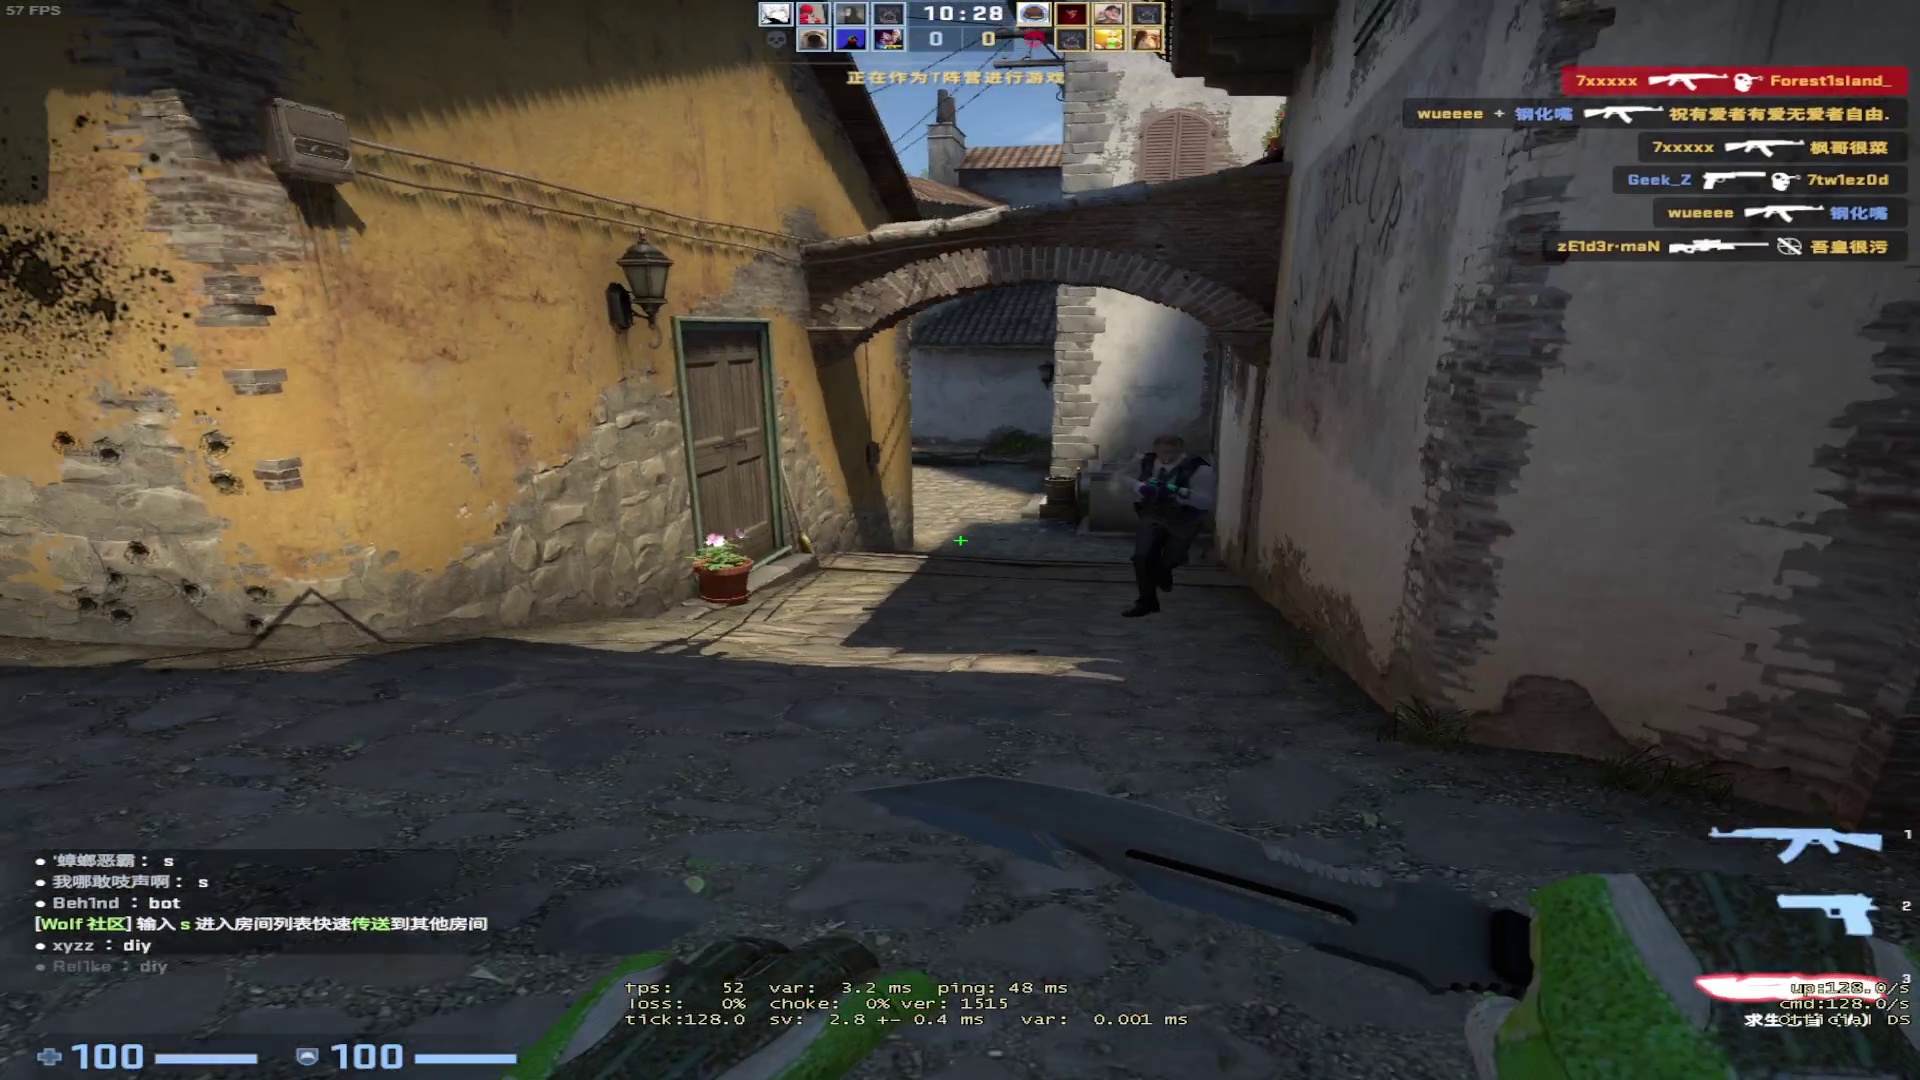 57 FPS
10:28
0 0
正在作为T阵营进行游戏
7xxxxx Forest1sland_
wueeee + 钢化嘴 祝有爱者有爱无爱者自由.
7xxxxx 枫哥很菜
Geek_Z 7tw1ez0d
wueeee 钢化嘴
zE1d3r·maN 吾皇很污
'蟑螂恶霸： s
我哪敢吱声啊： s
Beh1nd： bot
[Wolf 社区] 输入 s 进入房间列表快速传送到其他房间
xyzz： diy
Rel1ke： diy
1
2
3
tps: 52 var: 3.2 ms ping: 48 ms
loss: 0% choke: 0% ver: 1515
tick:128.0 sv: 2.8 +- 0.4 ms var: 0.001 ms
up:128.0/s
cmd:128.0/s
求生 DS
100 100